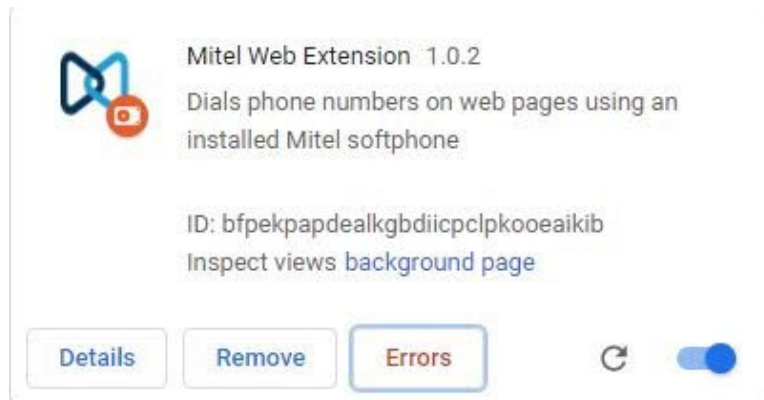 Mitel Web Extension 1.0.2
Dials phone numbers on web pages using an
installed Mitel softphone
ID: bfpekpapdealkgbdiicpclpkooeaikib
Inspect views background page
Details Remove Errors